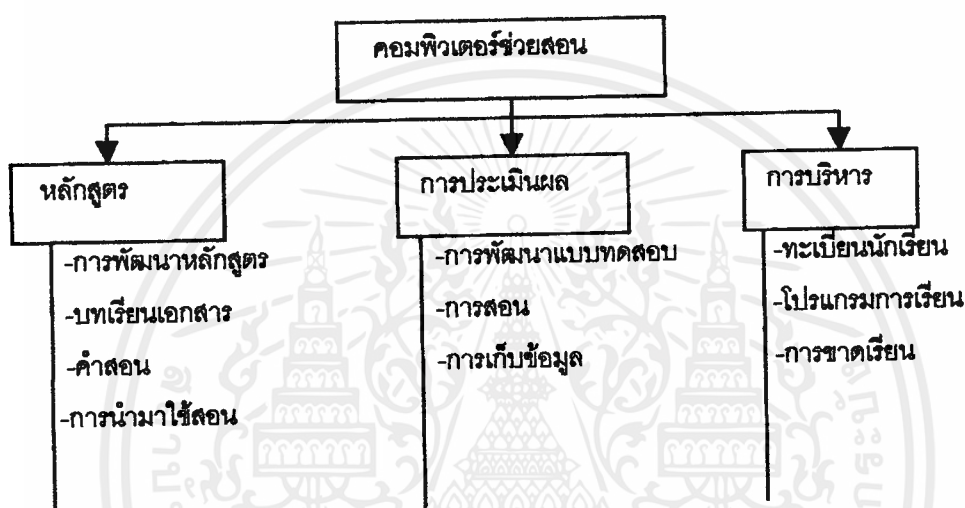 คอมพิวเตอร์ช่วยสอน
หลักสูตร
-การพัฒนาหลักสูตร
-บทเรียนเอกสาร
-คำสอน
-การนำมาใช้สอน
การประเมินผล
-การพัฒนาแบบทดสอบ
-การสอน
-การเก็บข้อมูล
การบริหาร
-ทะเบียนนักเรียน
-โปรแกรมการเรียน
-การขาดเรียน